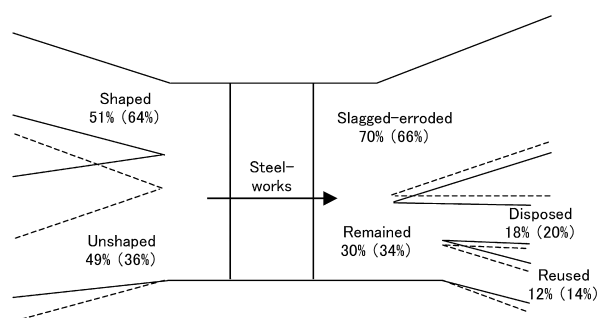 Shaped
51% (64%)
Slagged-errodded
70% (66%)
Steel-
works
Unshaped
49% (36%)
Remained
30% (34%)
Disposed
18% (20%)
Reused
12% (14%)